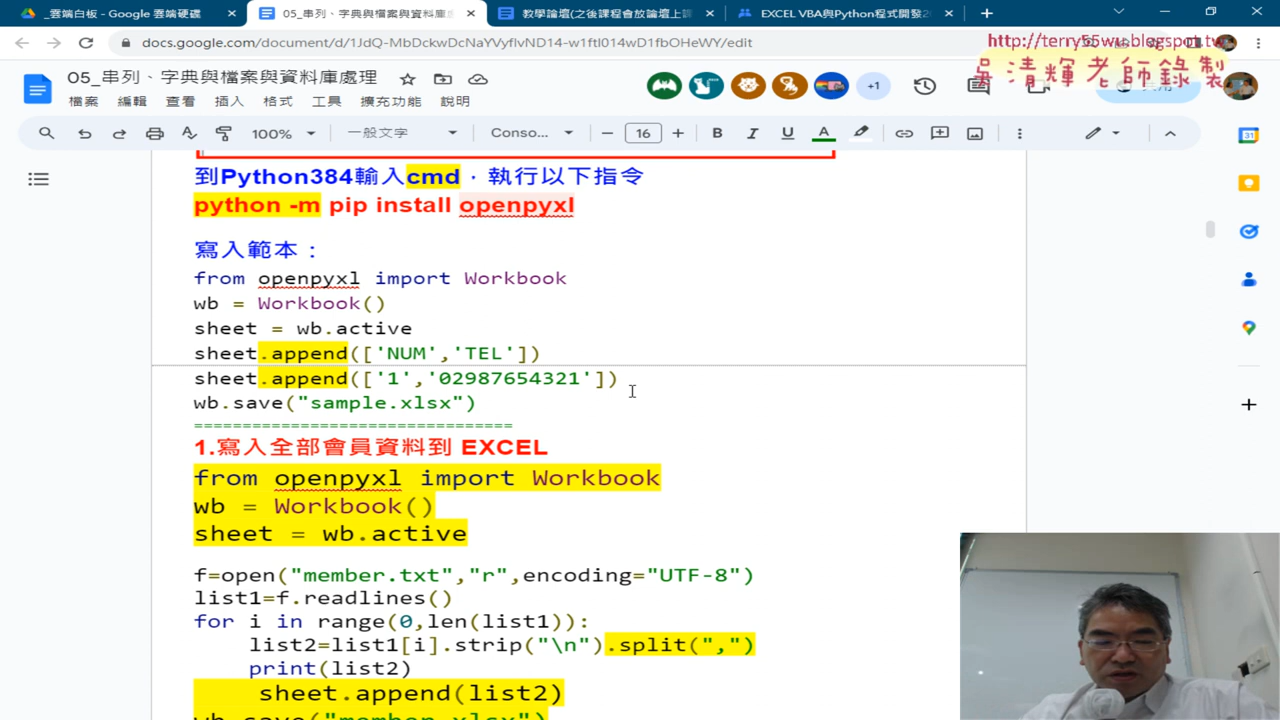 _雲端白板 - Google 雲端硬碟
05_串列、字典與檔案與資料庫處
教學論壇(之後課程會放論壇上課
EXCEL VBA與Python程式開發2
docs.google.com/document/d/1JdQ-MbDckwDcNaYVyflvND14-w1ftI014wD1fbOHeWY/edit
http://terry55wu.blogspot.tw
吳清輝老師錄製
05_串列、字典與檔案與資料庫處理
檔案 編輯 查看 插入 格式 工具 擴充功能 說明
+1
100% 一般文字 Conso... 16 B I U A
31
到Python384輸入cmd，執行以下指令
python -m pip install openpyxl
寫入範本：
from openpyxl import Workbook
wb = Workbook()
sheet = wb.active
sheet.append(['NUM','TEL'])
sheet.append(['1','02987654321'])
wb.save("sample.xlsx")
================================
1.寫入全部會員資料到 EXCEL
from openpyxl import Workbook
wb = Workbook()
sheet = wb.active
f=open("member.txt","r",encoding="UTF-8")
list1=f.readlines()
for i in range(0,len(list1)):
list2=list1[i].strip("\n").split(",")
print(list2)
sheet.append(list2)
wb.save("member.xlsx")